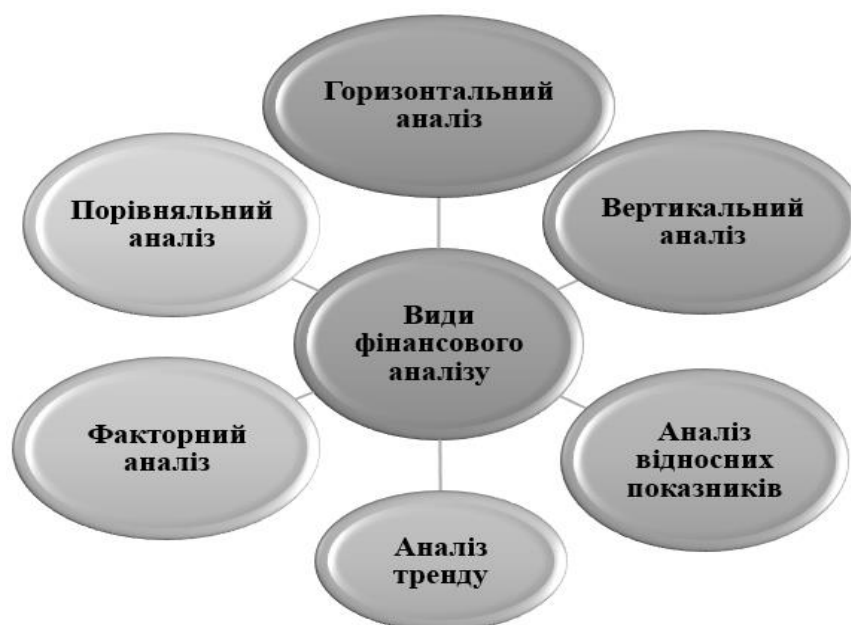 Горизонтальний
аналіз
Порівняльний
аналіз
Вертикальний
аналіз
Види
фінансового
аналізу
Факторний
аналіз
Аналіз
відносних
показників
Аналіз
тренду